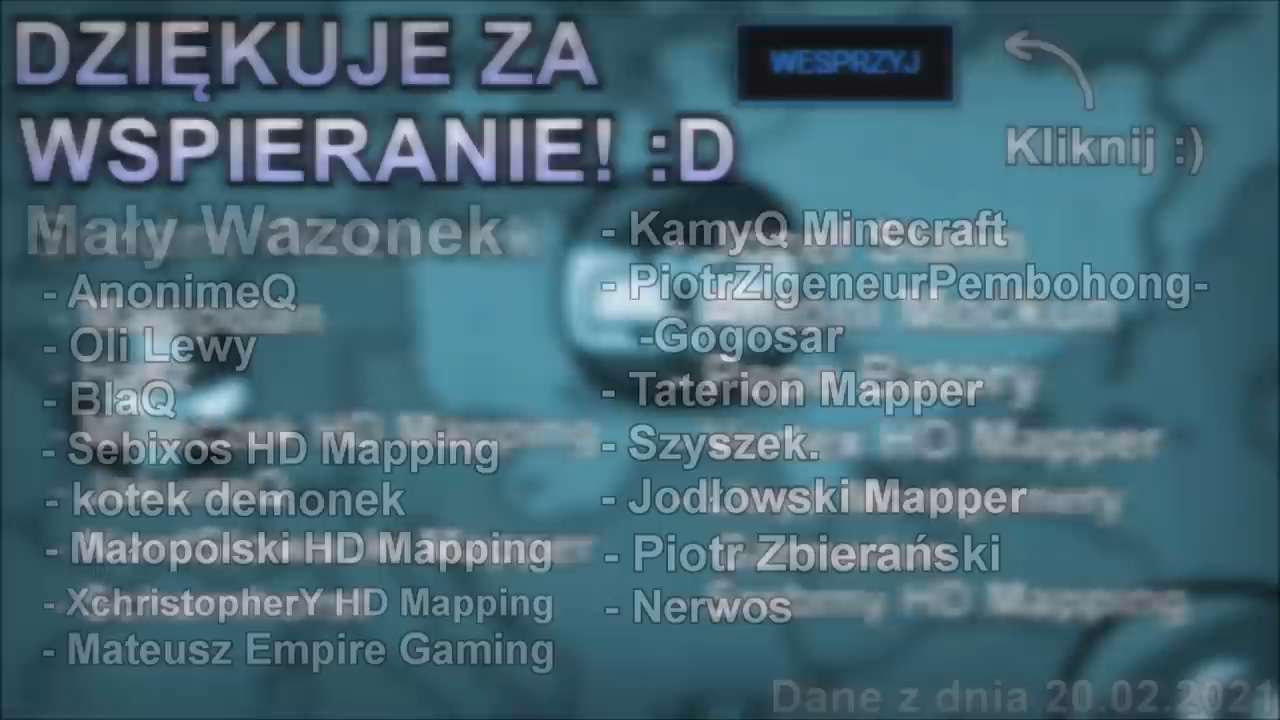 DZIĘKUJE ZA
WSPIERANIE! :D
WESPRZYJ
Kliknij :)
Mały Wazonek
- AnonimeQ
- Oli Lewy
- BlaQ
- Sebixos HD Mapping
- kotek demonek
- Małopolski HD Mapping
- XchristopherY HD Mapping
- Mateusz Empire Gaming
- KamyQ Minecraft
- PiotrZigeneurPembohong-
-Gogosar
- Taterion Mapper
- Szyszek.
- Jodłowski Mapper
- Piotr Zbierański
- Nerwos
Dane z dnia 20.02.2021